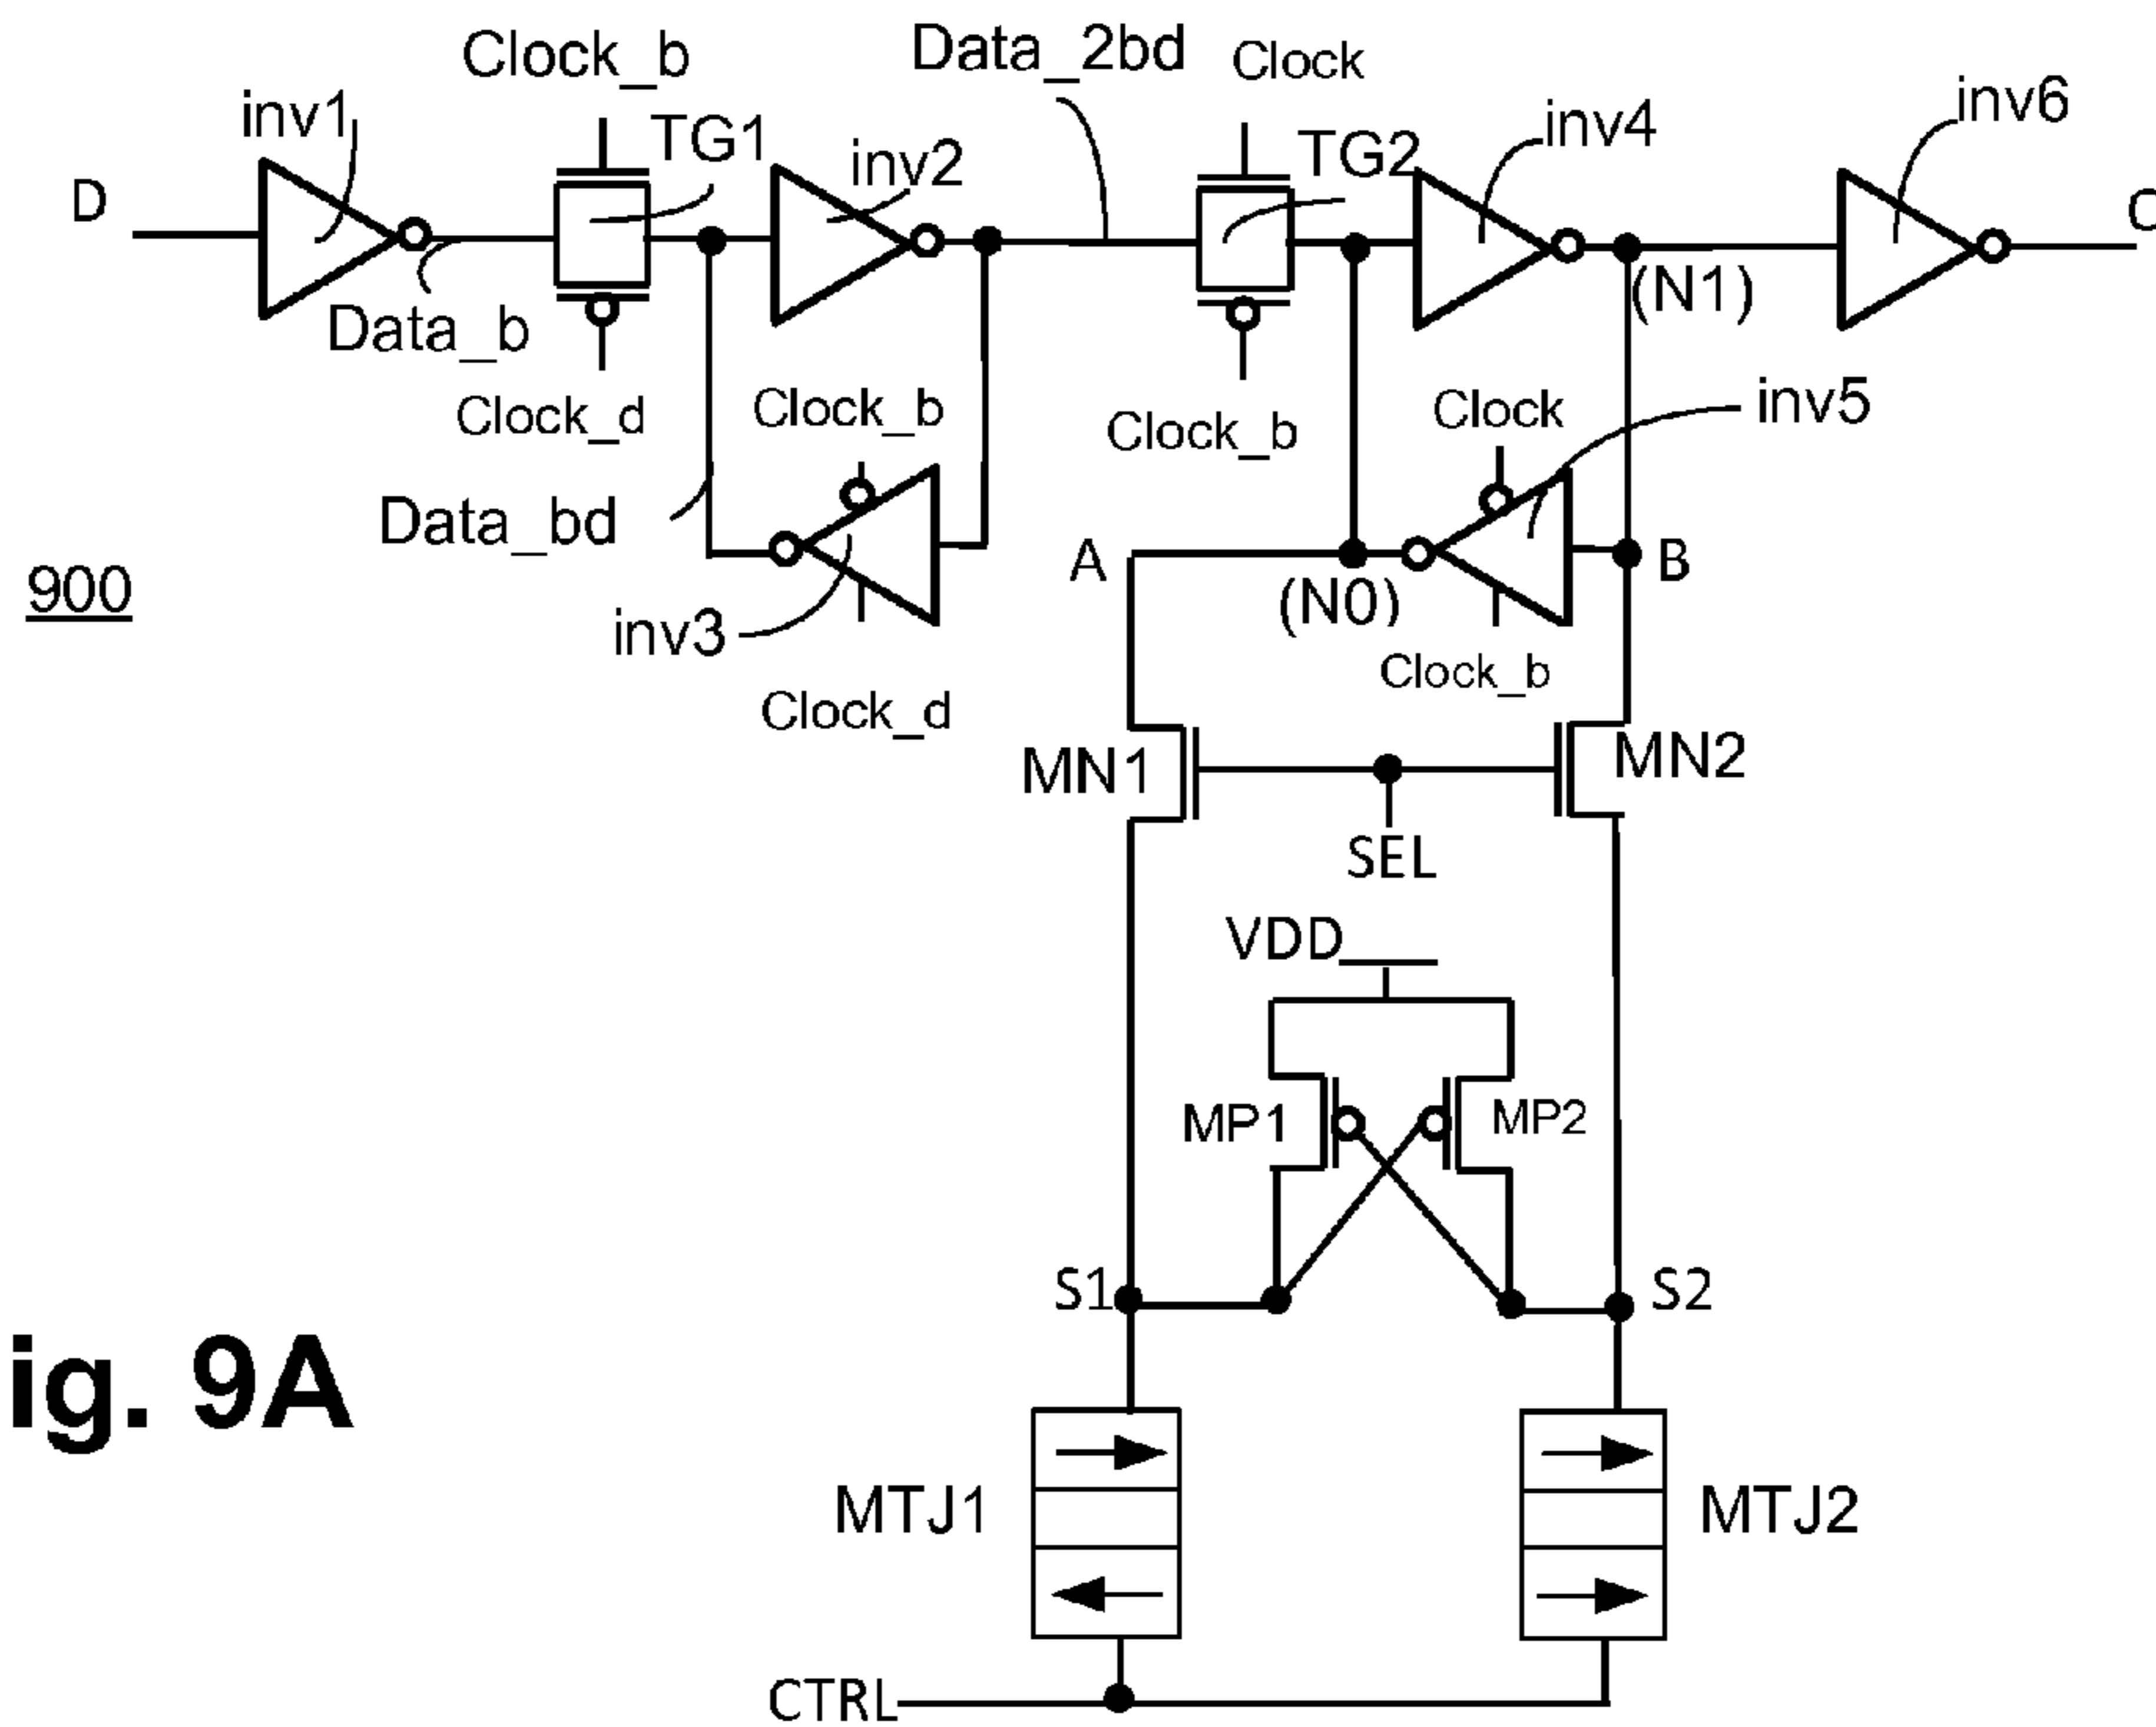 Clock_b
Data_2bd
Clock
inv1
TG1
inv2
TG2
inv4
inv6
D
Data_b
(N1)
Clock_d
Clock_b
Clock_b
Clock
inv5
Data_bd
A
B
900
(N0)
inv3
Clock_b
Clock_d
MN1
MN2
SEL
VDD
MP1
MP2
S1
S2
ig. 9A
MTJ1
MTJ2
CTRL